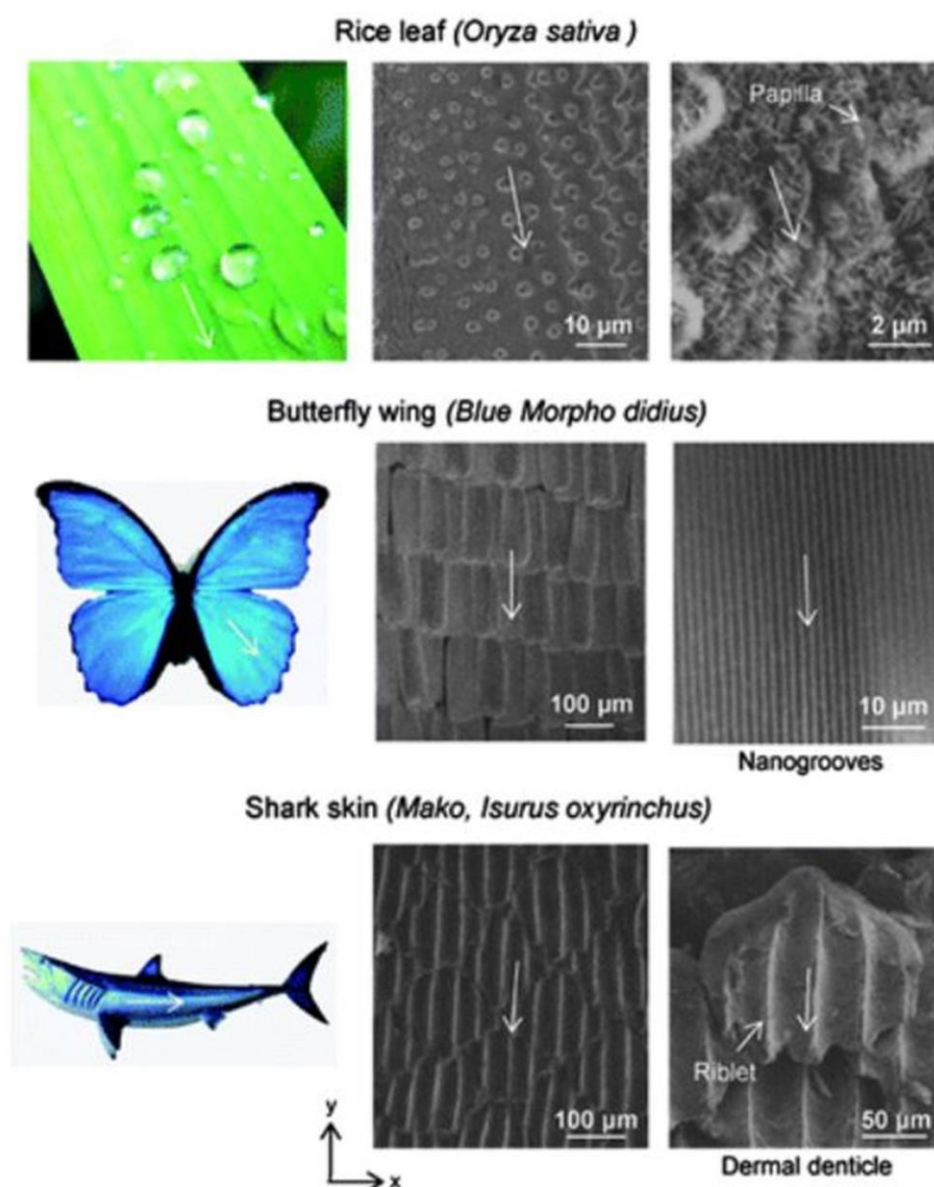 Rice leaf (Oryza sativa )
Papilla
10 µm
2 µm
Butterfly wing (Blue Morpho didius)
100 µm
10 µm
Nanogrooves
Shark skin (Mako, Isurus oxyrinchus)
Riblet
100 µm
50 µm
y
x
Dermal denticle